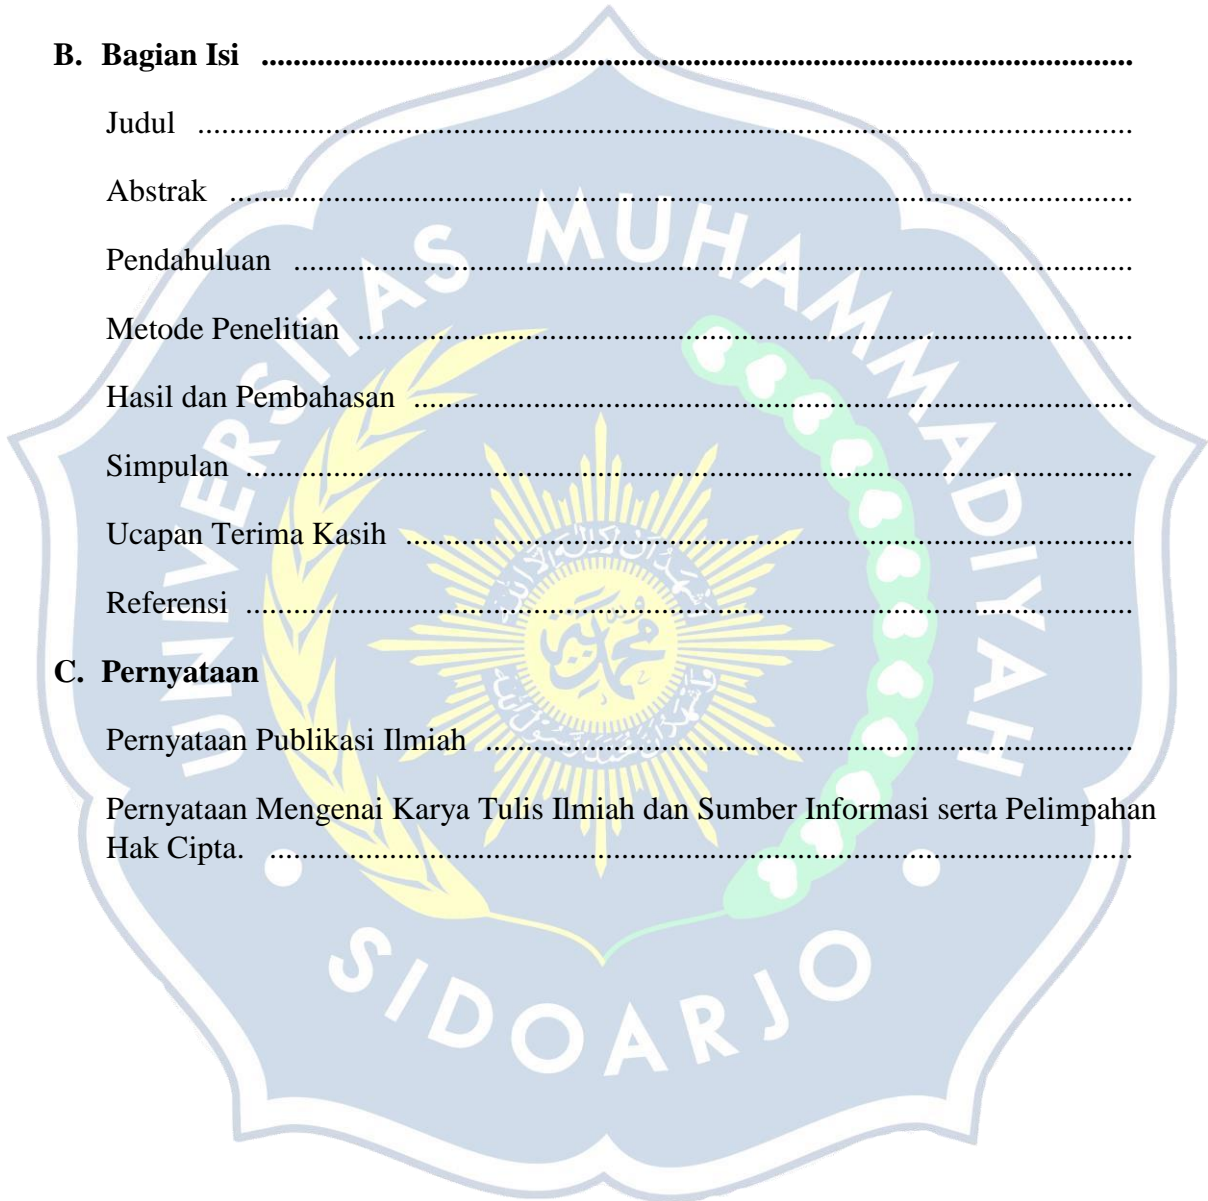 B. Bagian Isi ....................................................................................................
Judul ....................................................................................................
Abstrak ....................................................................................................
Pendahuluan ....................................................................................................
Metode Penelitian ....................................................................................................
Hasil dan Pembahasan ....................................................................................................
Simpulan ....................................................................................................
Ucapan Terima Kasih ....................................................................................................
Referensi ....................................................................................................
C. Pernyataan
Pernyataan Publikasi Ilmiah ....................................................................................................
Pernyataan Mengenai Karya Tulis Ilmiah dan Sumber Informasi serta Pelimpahan
Hak Cipta. ....................................................................................................
UNIVERSITAS MUHAMMADIYAH
SIDOARJO
محمدية